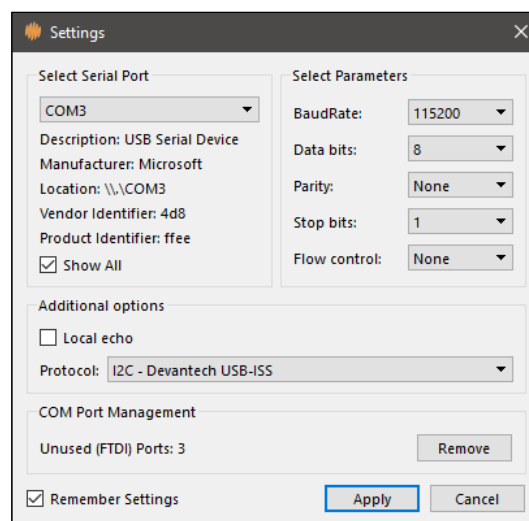 Settings
Select Serial Port
COM3
Description: USB Serial Device
Manufacturer: Microsoft
Location: \\.\COM3
Vendor Identifier: 4d8
Product Identifier: ffee
Show All
Select Parameters
BaudRate: 115200
Data bits: 8
Parity: None
Stop bits: 1
Flow control: None
Additional options
Local echo
Protocol: I2C - Devantech USB-ISS
COM Port Management
Unused (FTDI) Ports: 3 Remove
Remember Settings Apply Cancel